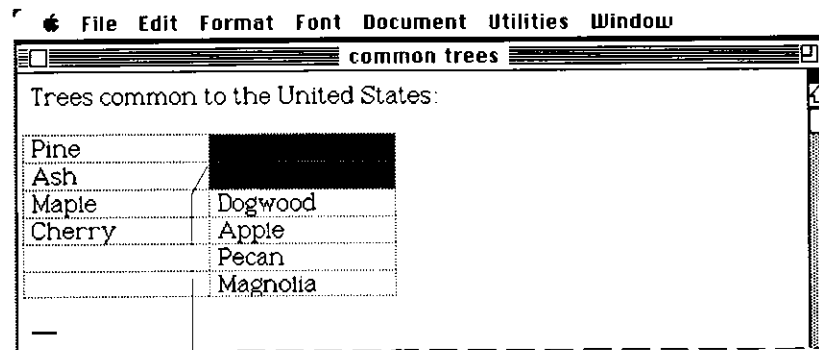 File Edit Format Font Document Utilities Window
common trees
Trees common to the United States:
Pine
Ash
Maple Dogwood
Cherry Apple
Pecan
Magnolia